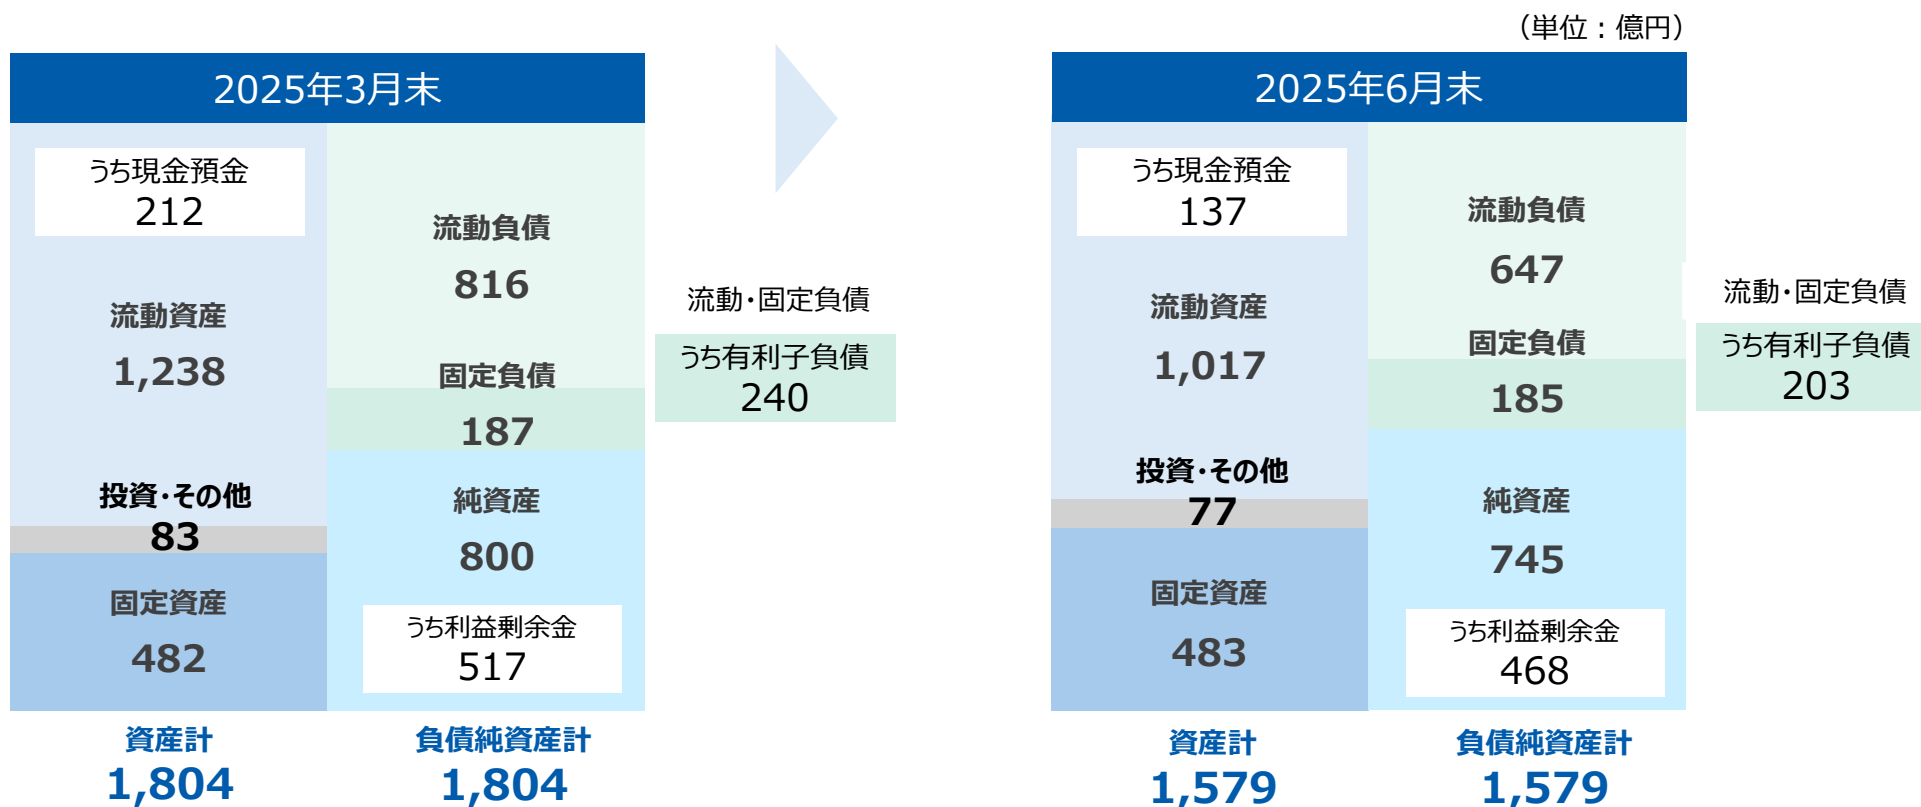 （単位：億円）
2025年3月末
うち現金預金
212
流動資産
1,238
投資･その他
83
固定資産
482
流動負債
816
固定負債
187
純資産
800
うち利益剰余金
517
流動･固定負債
うち有利子負債
240
資産計
1,804
負債純資産計
1,804
2025年6月末
うち現金預金
137
流動資産
1,017
投資･その他
77
固定資産
483
流動負債
647
固定負債
185
純資産
745
うち利益剰余金
468
流動･固定負債
うち有利子負債
203
資産計
1,579
負債純資産計
1,579